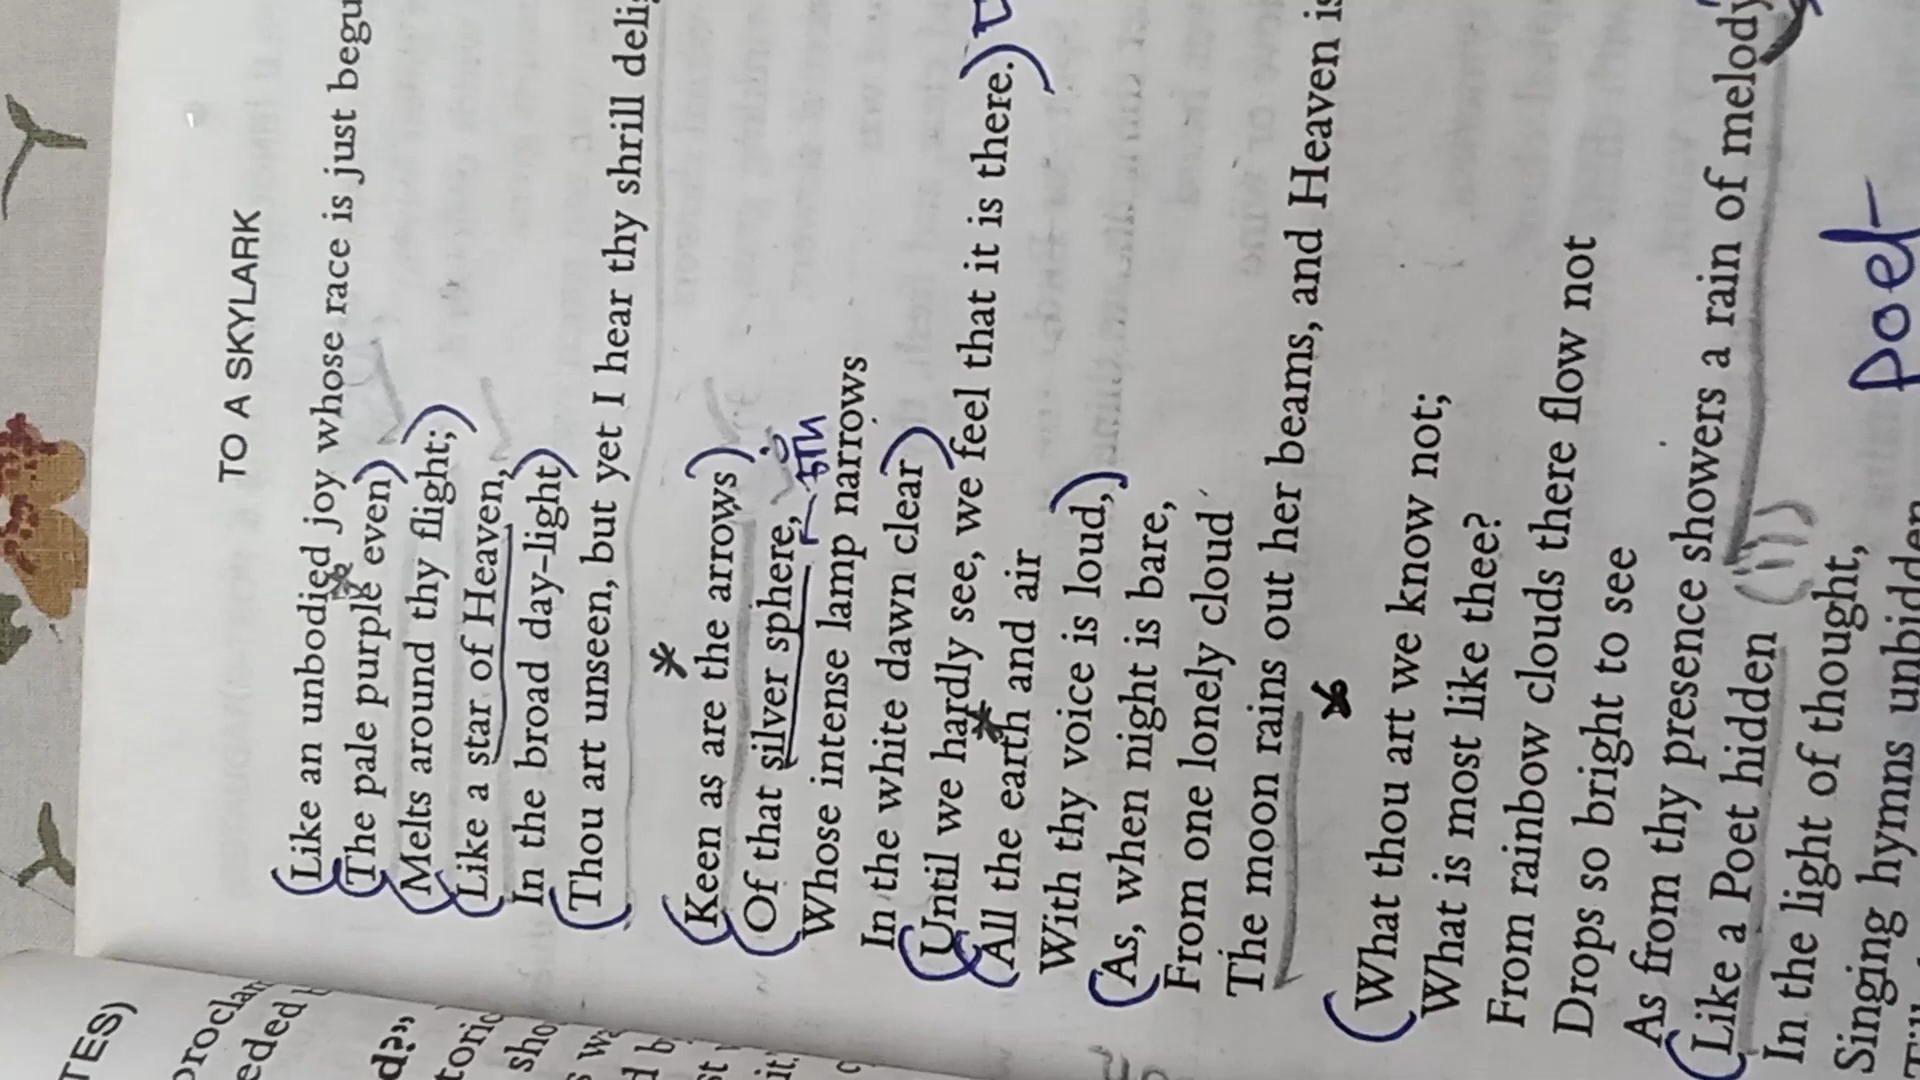 TO A SKYLARK
Like an unbodied joy whose race is just
The pale purple even
Melts around thy flight;
Like a star of Heaven,
In the broad day-light
Thou art unseen, but yet I hear thy shrill
Keen as are the arrows
Of that silver sphere,
Whose intense lamp narrows
In the white dawn clear
Until we hardly see, we feel that it is there.
All the earth and air
With thy voice is loud,
As, when night is bare,
From one lonely cloud
The moon rains out her beams, and Heaven is
What thou art we know not;
What is most like thee?
From rainbow clouds there flow not
Drops so bright to see
As from thy presence showers a rain of melody
Like a Poet hidden
In the light of thought,
Singing hymns unbidden
poet